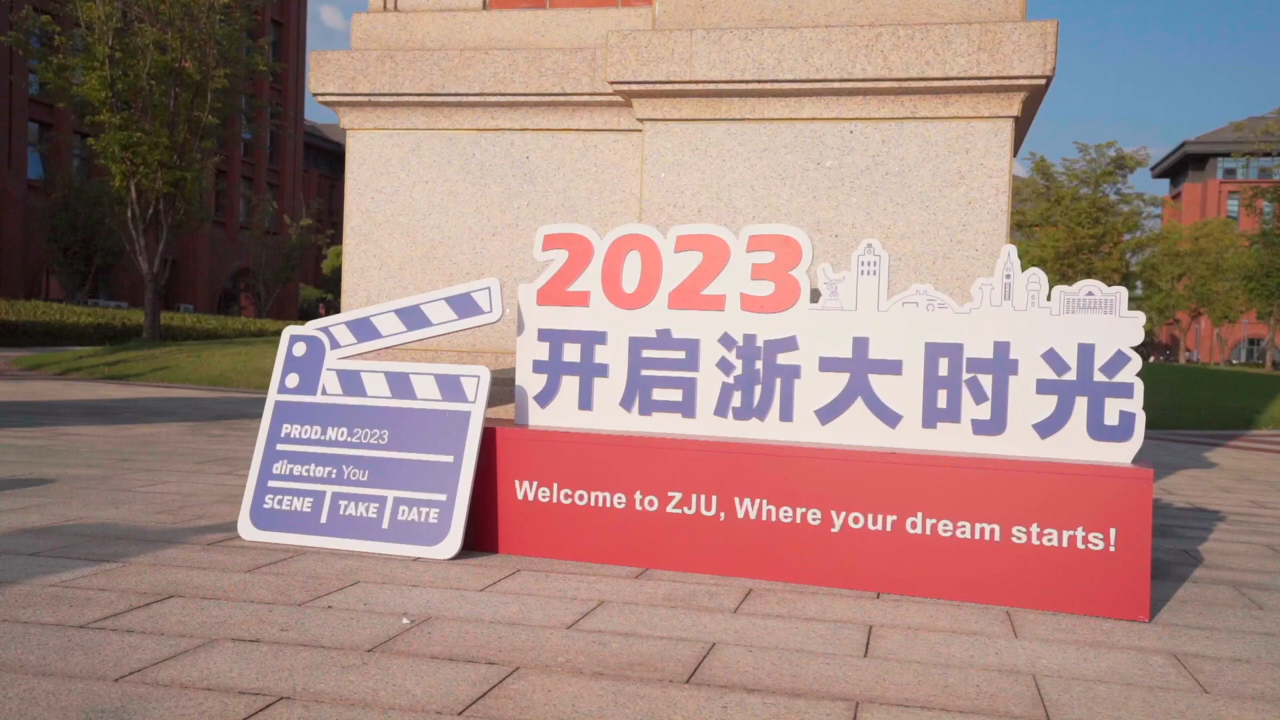 2023
开启浙大时光
Welcome to ZJU, Where your dream starts!
PROD.NO.2023
director: You
SCENE TAKE DATE